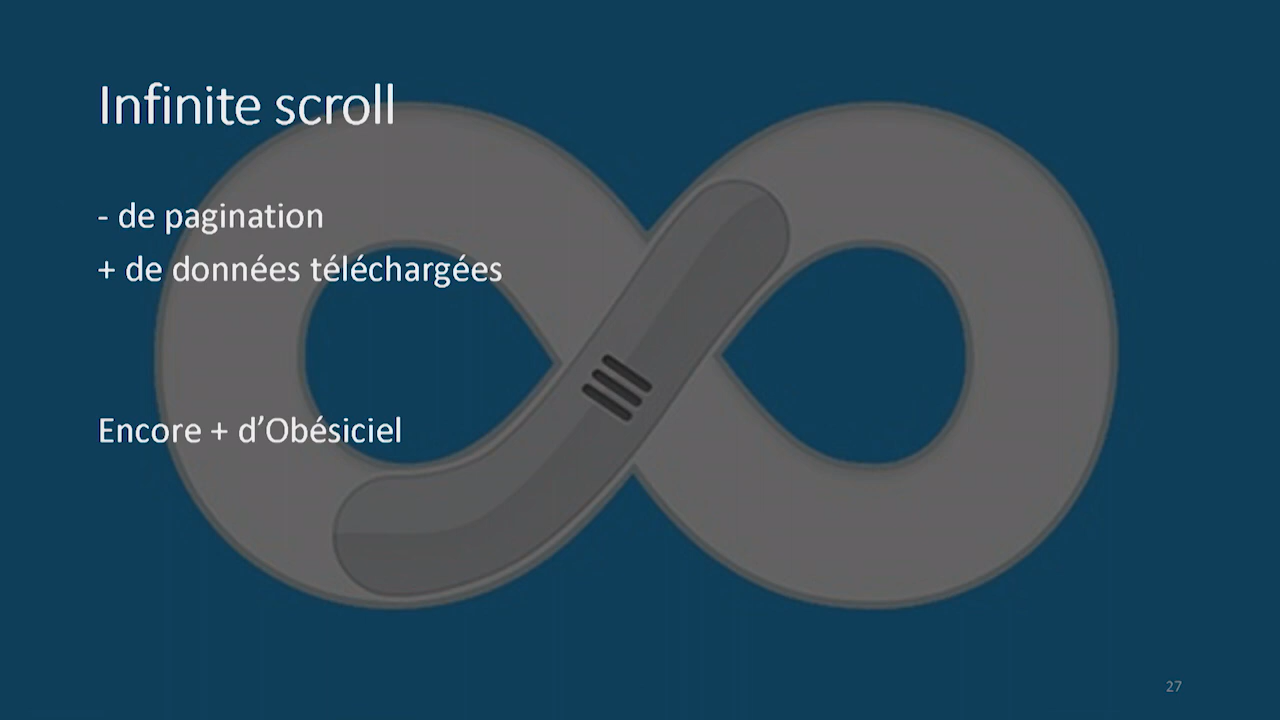 Infinite scroll
- de pagination
+ de données téléchargées
Encore + d’Obésiciel
27